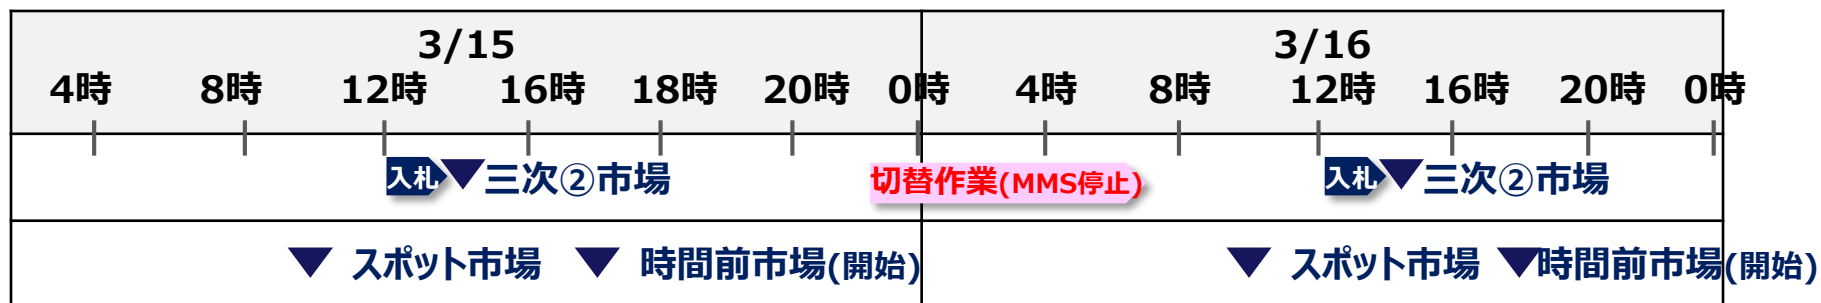 3/15 3/16
4時 8時 12時 16時 18時 20時 0時 4時 8時 12時 16時 20時 0時
入札 三次②市場 切替作業(MMS停止) 入札 三次②市場
スポット市場 時間前市場(開始) スポット市場 時間前市場(開始)